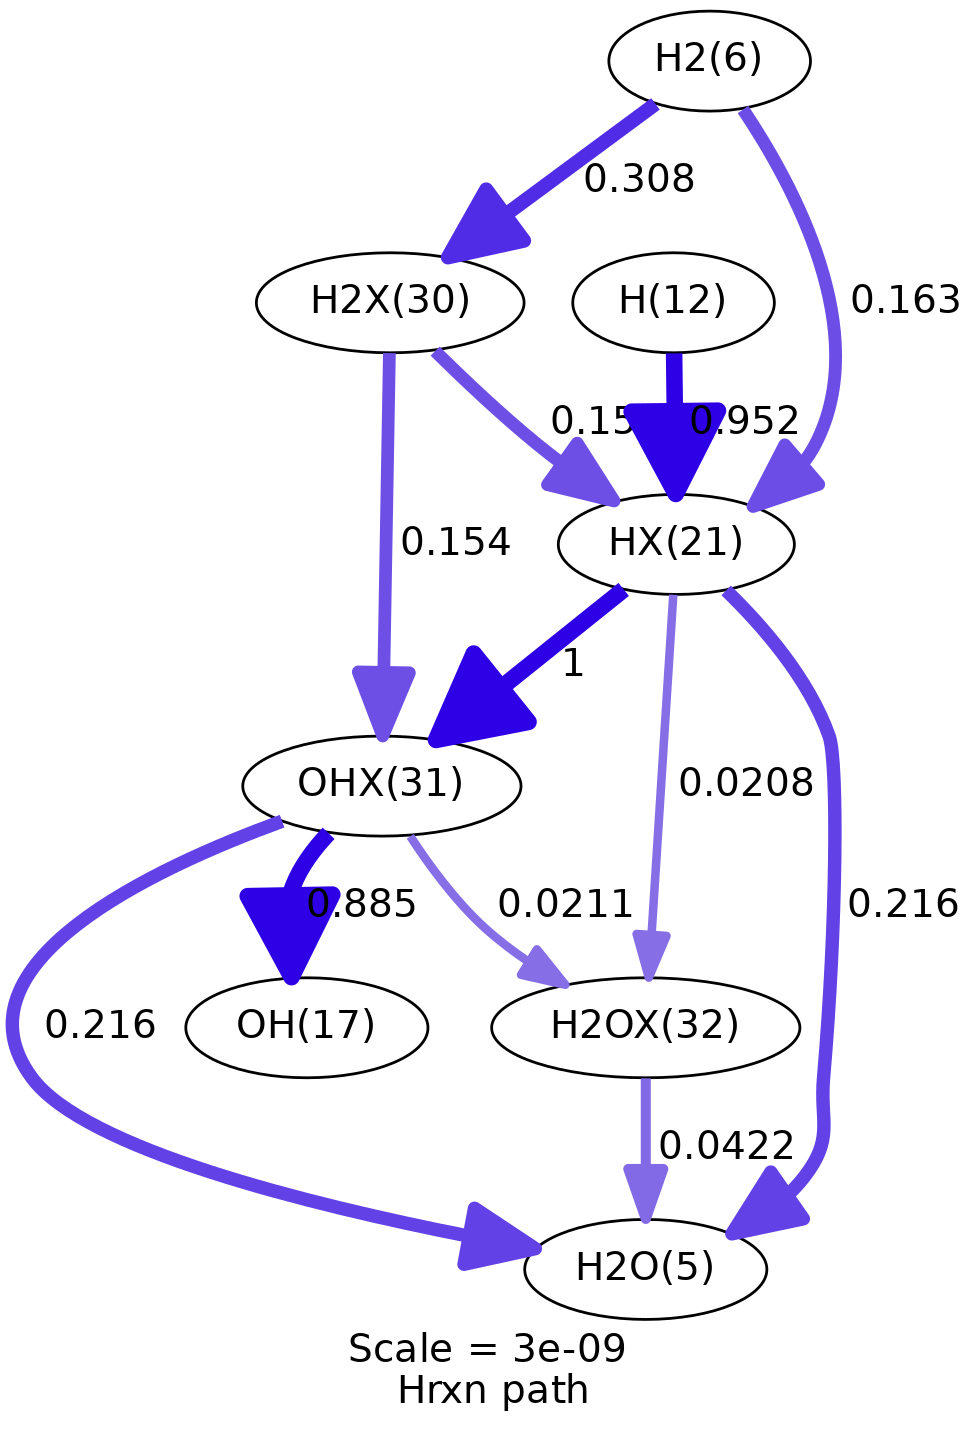 H2(6)
0.308
H2X(30)
H(12)
0.163
0.952
0.154
HX(21)
1
OHX(31)
0.0208
0.885
0.0211
0.216
0.216
OH(17)
H2OX(32)
0.0422
H2O(5)
Scale = 3e-09
Hrxn path